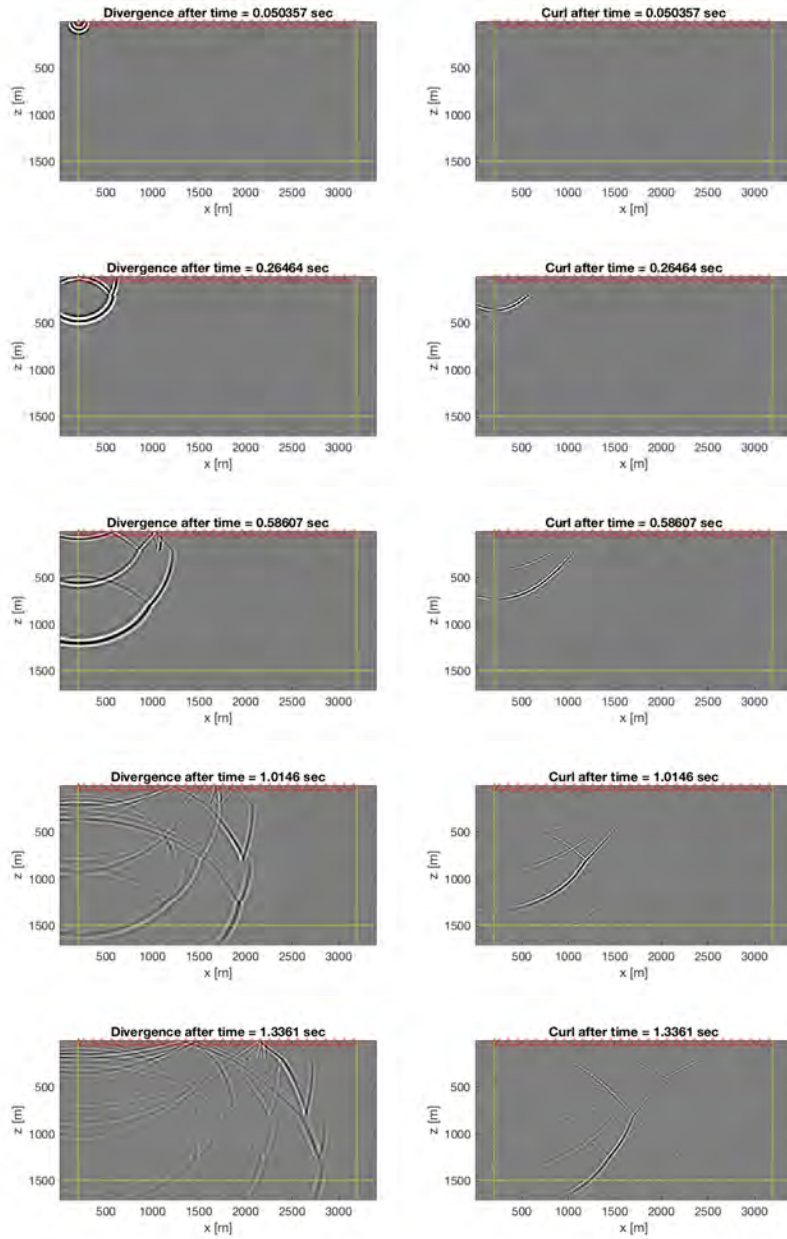 Divergence after time = 0.050357 sec
Curl after time = 0.050357 sec
z [m]
500
1000
1500
500 1000 1500 2000 2500 3000
x [m]
z [m]
500
1000
1500
500 1000 1500 2000 2500 3000
x [m]
Divergence after time = 0.26464 sec
Curl after time = 0.26464 sec
z [m]
500
1000
1500
500 1000 1500 2000 2500 3000
x [m]
z [m]
500
1000
1500
500 1000 1500 2000 2500 3000
x [m]
Divergence after time = 0.58607 sec
Curl after time = 0.58607 sec
z [m]
500
1000
1500
500 1000 1500 2000 2500 3000
x [m]
z [m]
500
1000
1500
500 1000 1500 2000 2500 3000
x [m]
Divergence after time = 1.0146 sec
Curl after time = 1.0146 sec
z [m]
500
1000
1500
500 1000 1500 2000 2500 3000
x [m]
z [m]
500
1000
1500
500 1000 1500 2000 2500 3000
x [m]
Divergence after time = 1.3361 sec
Curl after time = 1.3361 sec
z [m]
500
1000
1500
500 1000 1500 2000 2500 3000
x [m]
z [m]
500
1000
1500
500 1000 1500 2000 2500 3000
x [m]